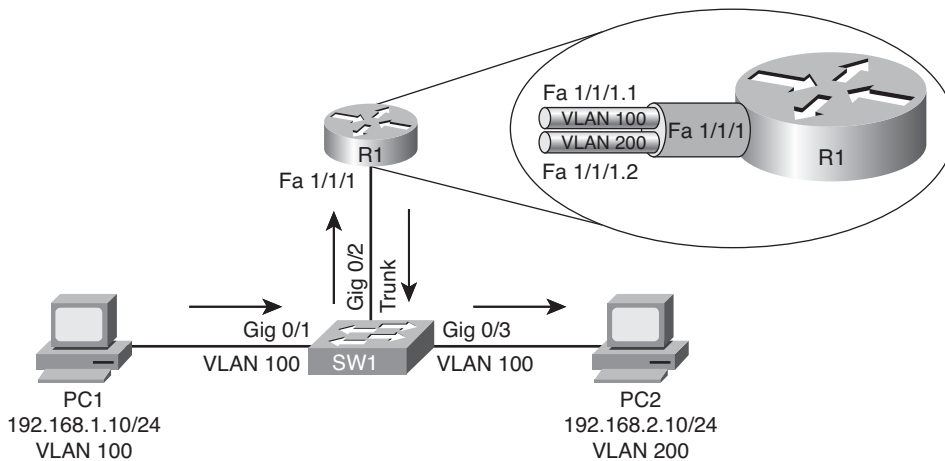 Fa 1/1/1.1
VLAN 100
VLAN 200
Fa 1/1/1
Fa 1/1/1.2
R1
R1
Fa 1/1/1
Gig 0/2
Trunk
Gig 0/1
VLAN 100
SW1
Gig 0/3
VLAN 100
PC1
192.168.1.10/24
VLAN 100
PC2
192.168.2.10/24
VLAN 200